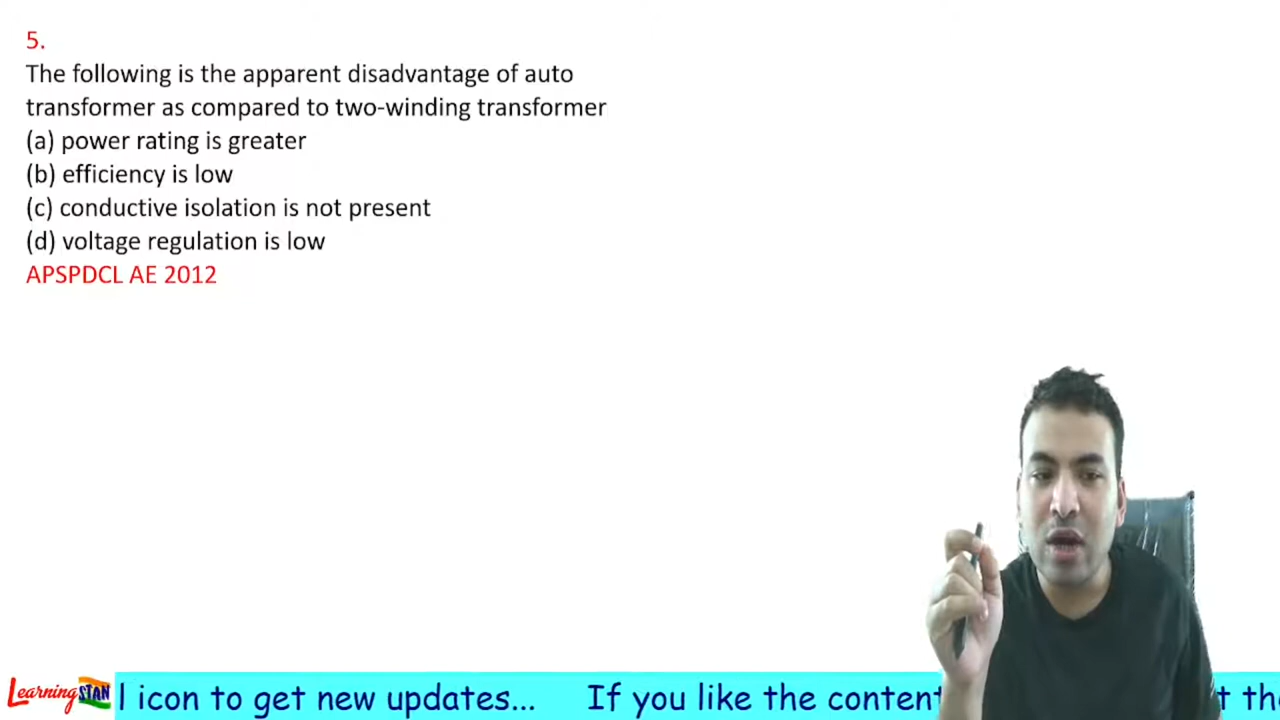 5.
The following is the apparent disadvantage of auto
transformer as compared to two-winding transformer
(a) power rating is greater
(b) efficiency is low
(c) conductive isolation is not present
(d) voltage regulation is low
APSPDCL AE 2012
LearningSTAN
icon to get new updates... If you like the content